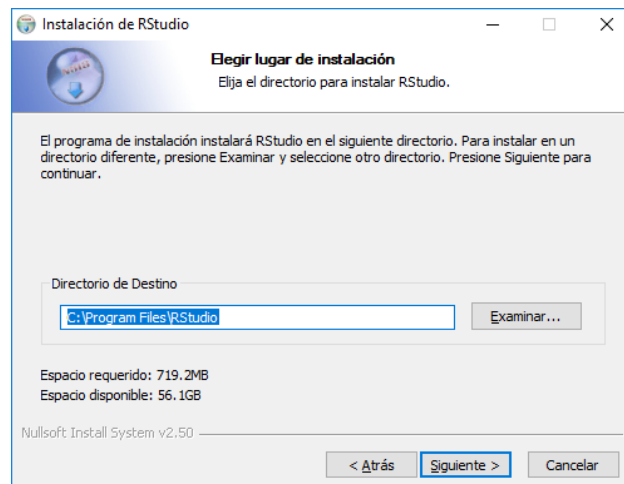 Instalación de RStudio
Elegir lugar de instalación
Elija el directorio para instalar RStudio.
El programa de instalación instalará RStudio en el siguiente directorio. Para instalar en un
directorio diferente, presione Examinar y seleccione otro directorio. Presione Siguiente para
continuar.
Directorio de Destino
C:\Program Files\RStudio
Examinar...
Espacio requerido: 719.2MB
Espacio disponible: 56.1GB
Nullsoft Install System v2.50
< Atrás
Siguiente >
Cancelar